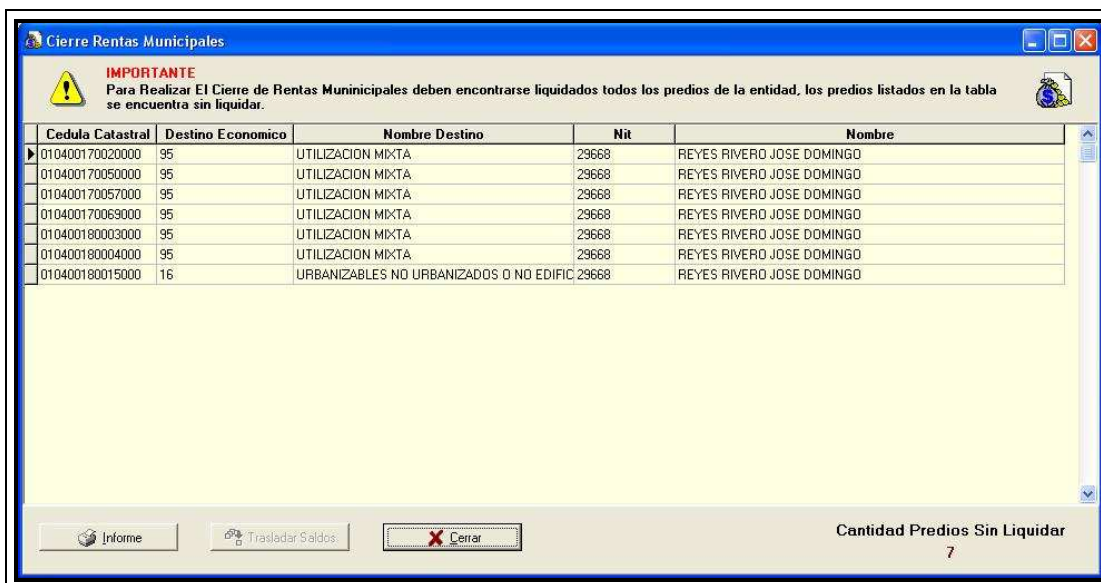 Cierre Rentas Municipales
IMPORTANTE
Para Realizar El Cierre de Rentas Muninicipales deben encontrarse liquidados todos los predios de la entidad, los predios listados en la tabla
se encuentra sin liquidar.
Cedula Catastral Destino Economico Nombre Destino Nit Nombre
010400170020000 95 UTILIZACION MIXTA 29668 REYES RIVERO JOSE DOMINGO
010400170050000 95 UTILIZACION MIXTA 29668 REYES RIVERO JOSE DOMINGO
010400170057000 95 UTILIZACION MIXTA 29668 REYES RIVERO JOSE DOMINGO
010400170069000 95 UTILIZACION MIXTA 29668 REYES RIVERO JOSE DOMINGO
010400180003000 95 UTILIZACION MIXTA 29668 REYES RIVERO JOSE DOMINGO
010400180004000 95 UTILIZACION MIXTA 29668 REYES RIVERO JOSE DOMINGO
010400180015000 16 URBANIZABLES NO URBANIZADOS O NO EDIFIC 29668 REYES RIVERO JOSE DOMINGO
Informe Trasladar Saldos Cerrar Cantidad Predios Sin Liquidar
7